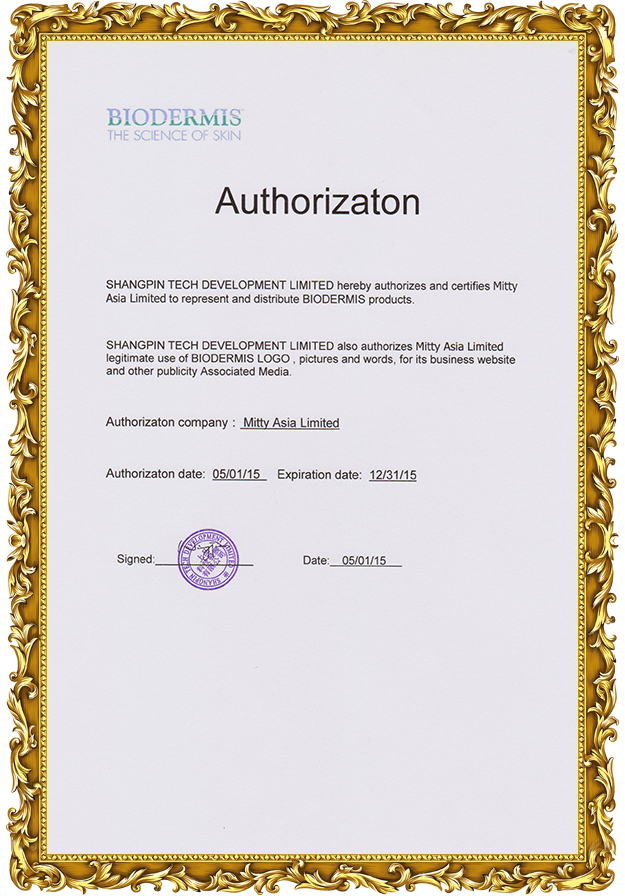 BIODERMIS
THE SCIENCE OF SKIN
Authorizaton
SHANGPIN TECH DEVELOPMENT LIMITED hereby authorizes and certifies Mitty
Asia Limited to represent and distribute BIODERMIS products.
SHANGPIN TECH DEVELOPMENT LIMITED also authorizes Mitty Asia Limited
legitimate use of BIODERMIS LOGO , pictures and words, for its business website
and other publicity Associated Media.
Authorizaton company : Mitty Asia Limited
Authorizaton date: 05/01/15 Expiration date: 12/31/15
Signed: Date: 05/01/15
SHANGPIN TECH DEVELOPMENT LIMITED